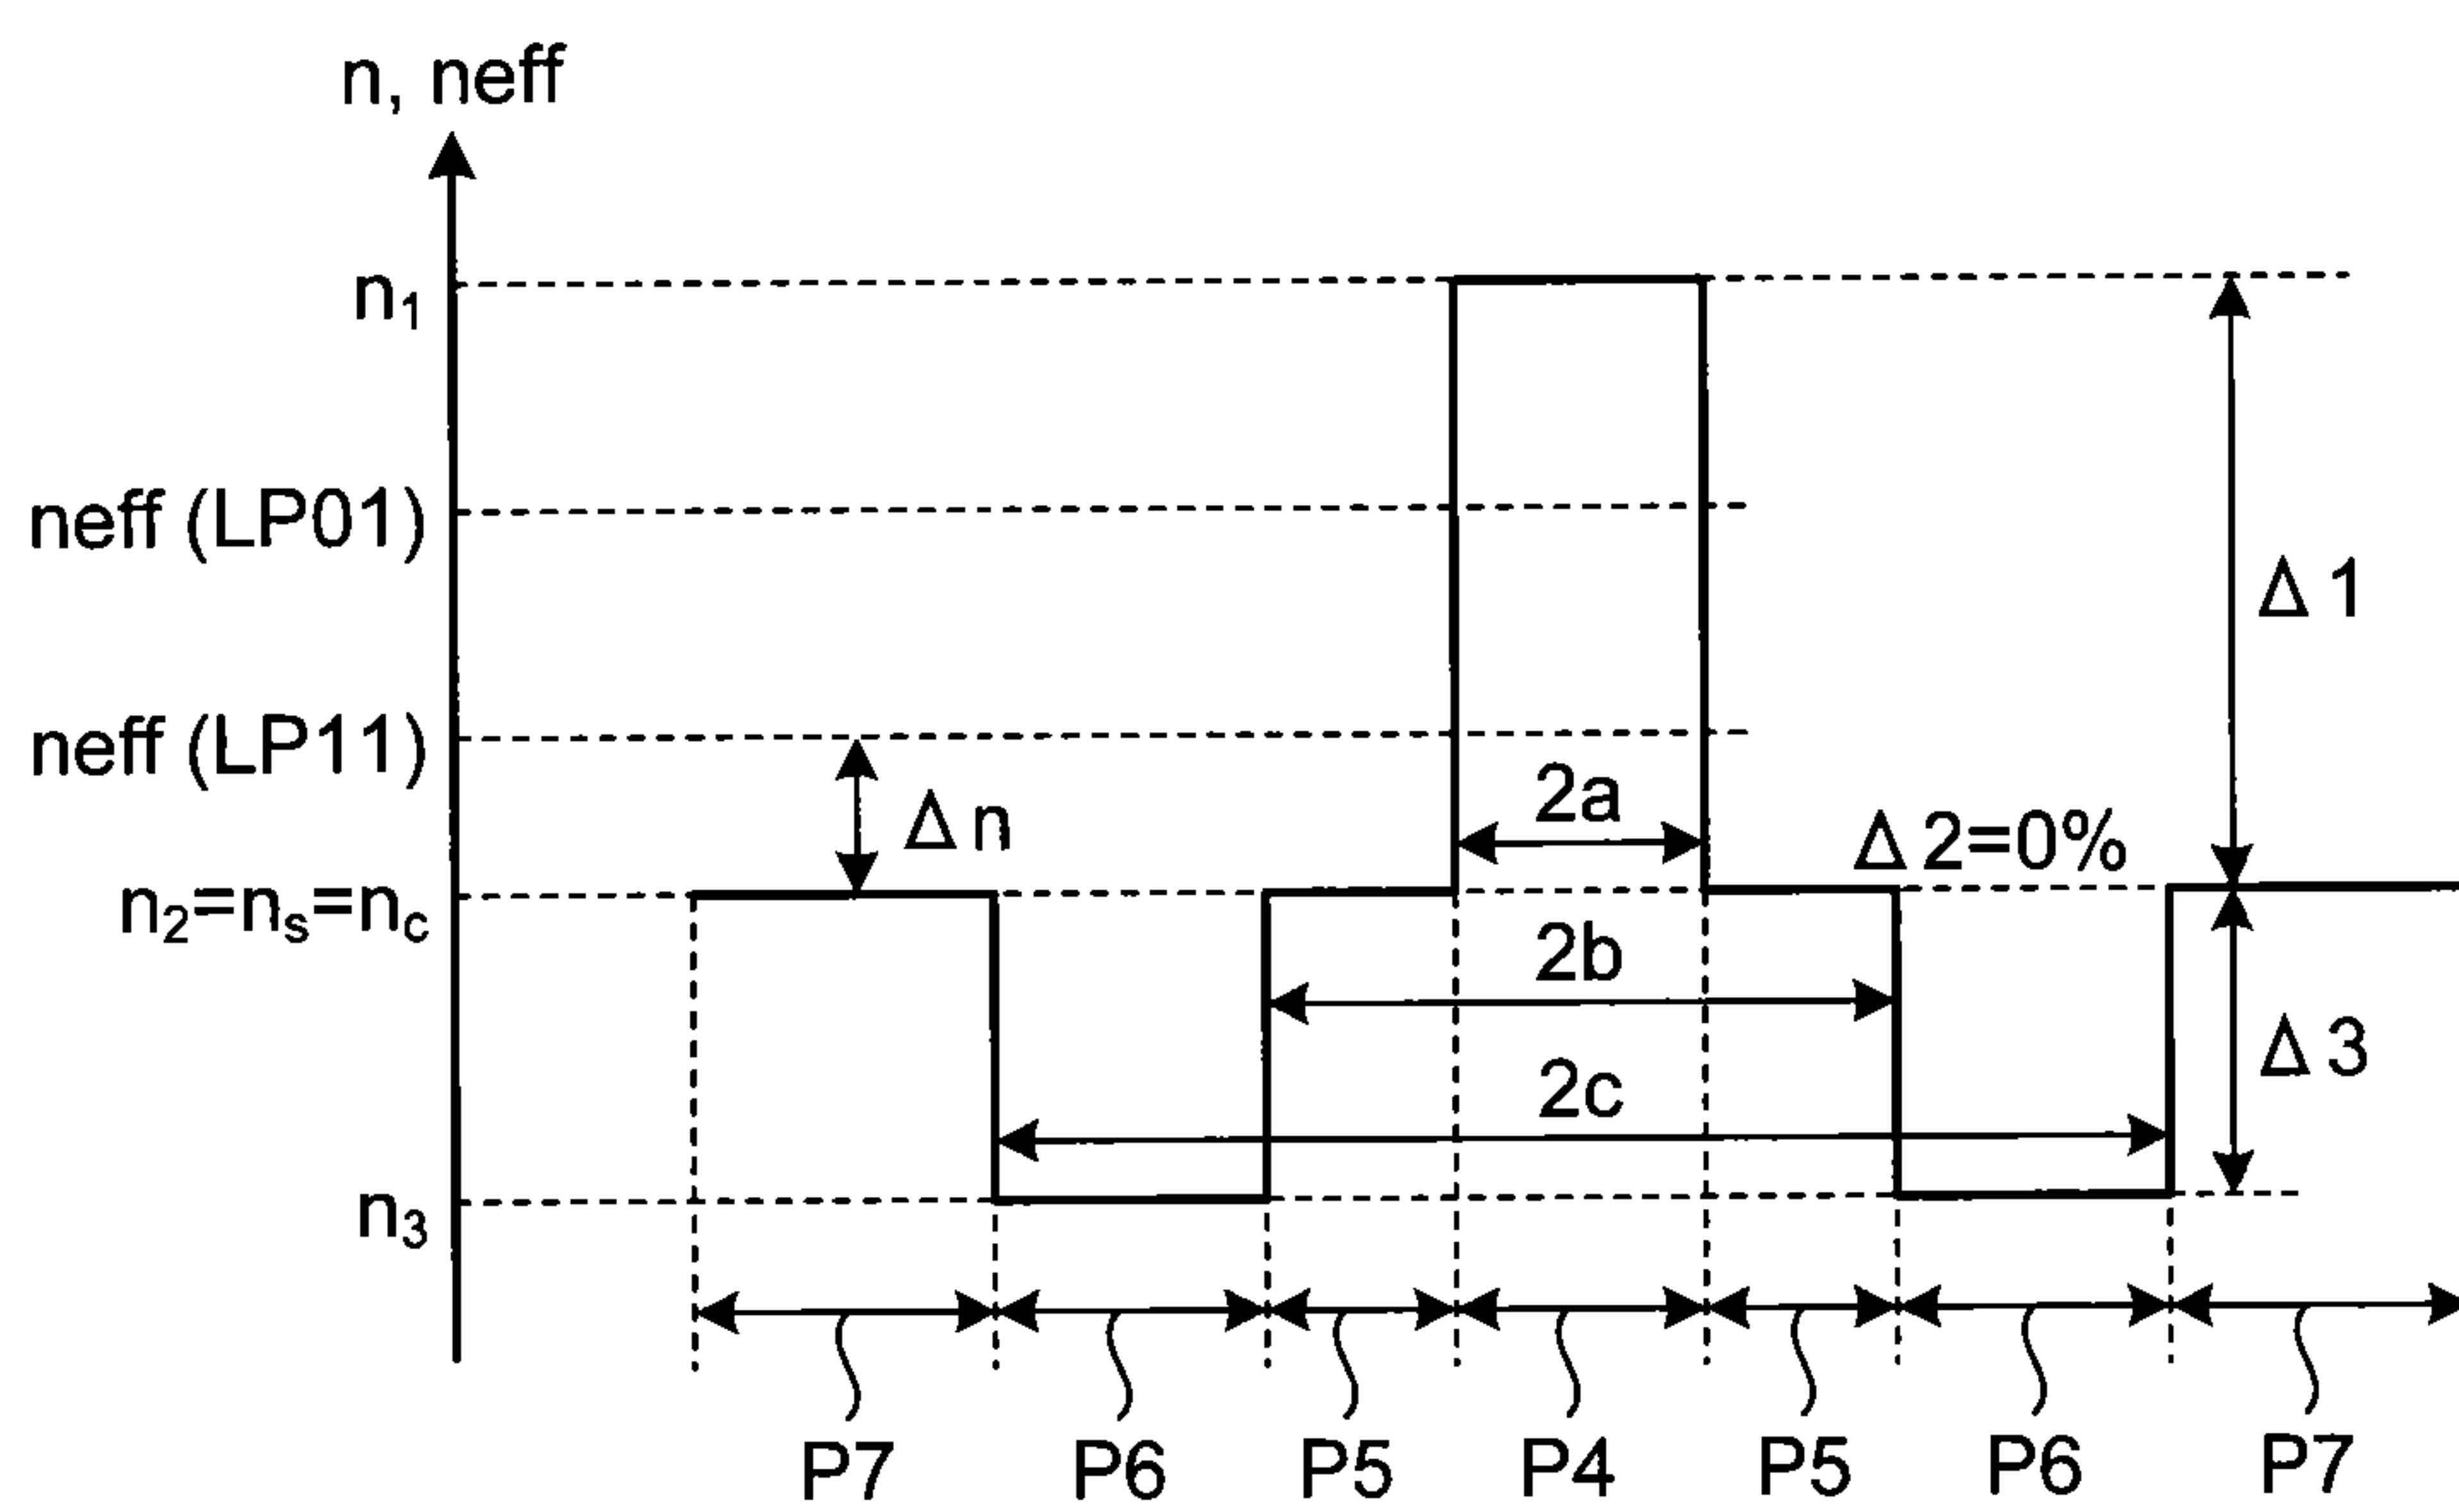 n, neff
n₁
neff (LP01)
Δ1
neff (LP11)
2a
Δn
Δ2=0%
n₂=nₛ=n꜀
2b
Δ3
2c
n₃
P7 P6 P5 P4 P5 P6 P7